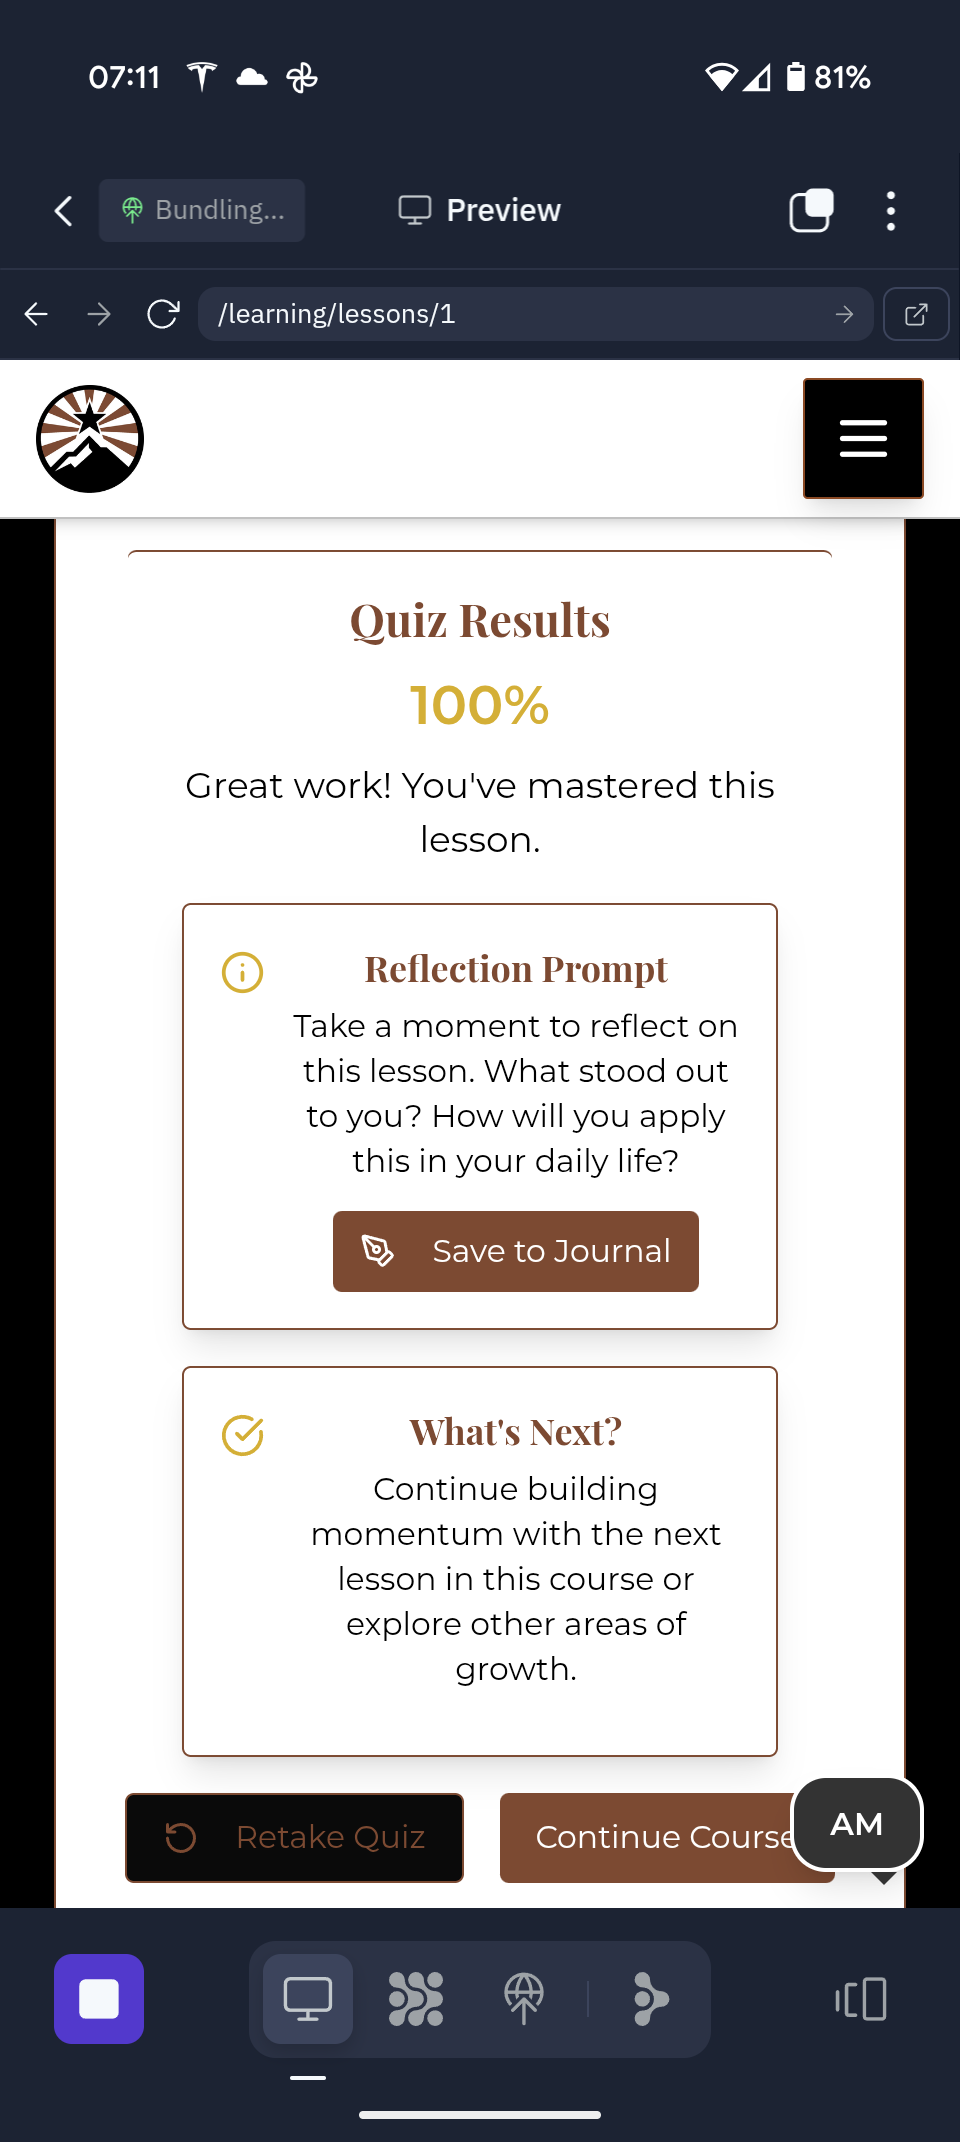 07:11
81%
Bundling...
Preview
/learning/lessons/1
Quiz Results
100%
Great work! You've mastered this
lesson.
Reflection Prompt
Take a moment to reflect on
this lesson. What stood out
to you? How will you apply
this in your daily life?
Save to Journal
What's Next?
Continue building
momentum with the next
lesson in this course or
explore other areas of
growth.
Retake Quiz
Continue Course
AM